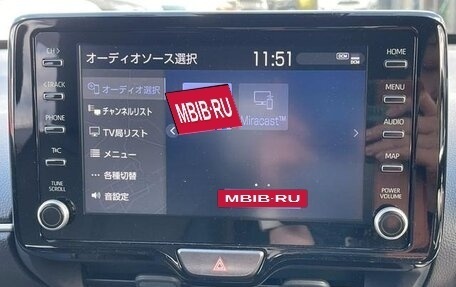 CH >
< TRACK
PHONE
TUNE
SCROLL
オーディオソース選択
11:51
DCM
オーディオ選択
チャンネルリスト
TV局リスト
メニュー
各種切替
音設定
MBIB.RU
Miracast™
MBIB.RU
HOME
MENU
AUDIO
MAP
POWER
VOLUME